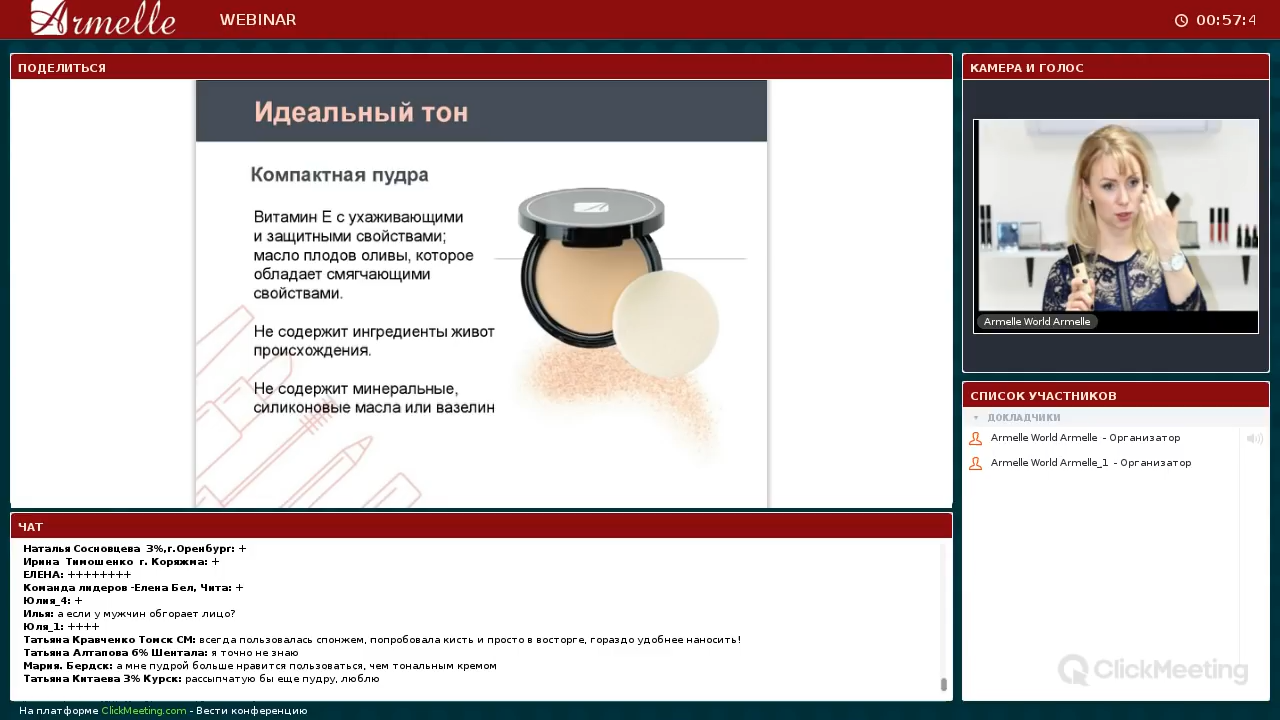 Armelle
WEBINAR
00:57:4
ПОДЕЛИТЬСЯ
Идеальный тон
Компактная пудра
Витамин Е с ухаживающими
и защитными свойствами;
масло плодов оливы, которое
обладает смягчающими
свойствами.
Не содержит ингредиенты живот
происхождения.
Не содержит минеральные,
силиконовые масла или вазелин
КАМЕРА И ГОЛОС
Armelle World Armelle
СПИСОК УЧАСТНИКОВ
ДОКЛАДЧИКИ
Armelle World Armelle - Организатор
Armelle World Armelle_1 - Организатор
ClickMeeting
ЧАТ
Наталья Сосновцева 3%,г.Оренбург: +
Ирина Тимошенко г. Коряжма: +
ЕЛЕНА: ++++++++
Команда лидеров -Елена Бел, Чита: +
Юлия_4: +
Илья: а если у мужчин обгорает лицо?
Юля_1: ++++
Татьяна Кравченко Томск СМ: всегда пользовалась спонжем, попробовала кисть и просто в восторге, гораздо удобнее наносить!
Татьяна Алтапова 6% Шентала: я точно не знаю
Мария. Бердск: а мне пудрой больше нравится пользоваться, чем тональным кремом
Татьяна Китаева 3% Курск: рассыпчатую бы еще пудру, люблю
На платформе ClickMeeting.com - Вести конференцию